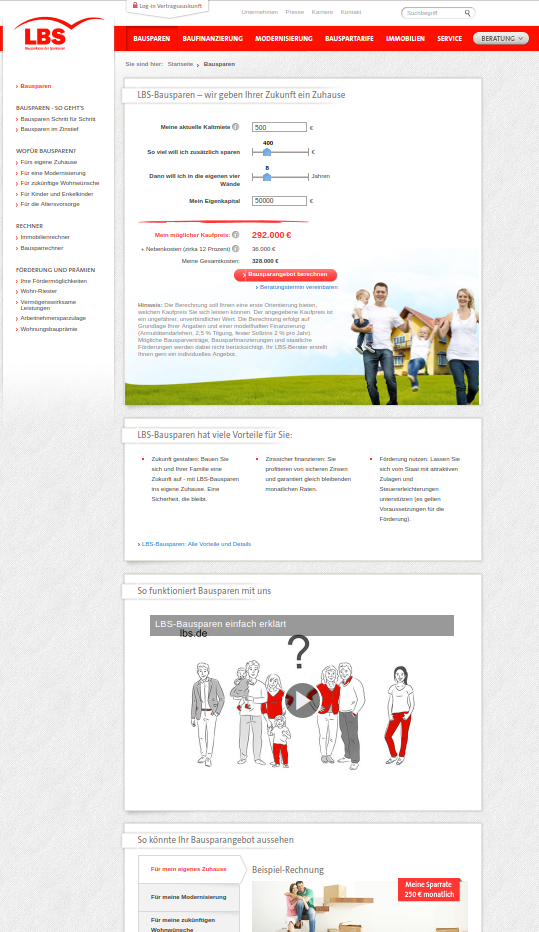 Log-in Vertragsauskunft
Unternehmen Presse Karriere Kontakt
Suchbegriff
LBS
BAUSPAREN BAUFINANZIERUNG MODERNISIERUNG BAUSPARTARIFE IMMOBILIEN SERVICE BERATUNG
Sie sind hier: Startseite Bausparen
Bausparen
BAUSPAREN - SO GEHT'S
Bausparen Schritt für Schritt
Bausparen im Zinstief
WOFÜR BAUSPAREN?
Fürs eigene Zuhause
Für eine Modernisierung
Für zukünftige Wohnwünsche
Für Kinder und Enkelkinder
Für die Altersvorsorge
RECHNER
Immobilienrechner
Bausparrechner
FÖRDERUNG UND PRÄMIEN
Ihre Fördermöglichkeiten
Wohn-Riester
Vermögenswirksame
Leistungen
Arbeitnehmersparzulage
Wohnungsbauprämie
LBS-Bausparen – wir geben Ihrer Zukunft ein Zuhause
Meine aktuelle Kaltmiete 500 €
400
So viel will ich zusätzlich sparen €
8
Dann will ich in die eigenen vier Jahren
Wände
Mein Eigenkapital 50000 €
Mein möglicher Kaufpreis: 292.000 €
+ Nebenkosten (zirka 12 Prozent) 36.000 €
Meine Gesamtkosten: 328.000 €
Bausparangebot berechnen
Beratungstermin vereinbaren
Hinweis: Die Berechnung soll Ihnen eine erste Orientierung bieten,
welchen Kaufpreis Sie sich leisten können. Der angegebene Kaufpreis ist
ein ungefährer, unverbindlicher Wert. Die Berechnung erfolgt auf
Grundlage Ihrer Angaben und einer modellhaften Finanzierung
(Annuitätendarlehen, 2,5 % Tilgung, fester Sollzins 2 % pro Jahr).
Mögliche Bausparverträge, Bausparfinanzierungen und staatliche
Förderungen werden dabei nicht berücksichtigt. Ihr LBS-Berater erstellt
Ihnen gern ein individuelles Angebot.
LBS-Bausparen hat viele Vorteile für Sie:
Zukunft gestalten: Bauen Sie
sich und Ihrer Familie eine
Zukunft auf - mit LBS-Bausparen
ins eigene Zuhause. Eine
Sicherheit, die bleibt.
Zinssicher finanzieren: Sie
profitieren von sicheren Zinsen
und garantiert gleich bleibenden
monatlichen Raten.
Förderung nutzen: Lassen Sie
sich vom Staat mit attraktiven
Zulagen und
Steuererleichterungen
unterstützen (es gelten
Voraussetzungen für die
Förderung).
LBS-Bausparen: Alle Vorteile und Details
So funktioniert Bausparen mit uns
LBS-Bausparen einfach erklärt
lbs.de
?
So könnte Ihr Bausparangebot aussehen
Für mein eigenes Zuhause
Für meine Modernisierung
Für meine zukünftigen
Wohnwünsche
Beispiel-Rechnung
Meine Sparrate
250 € monatlich